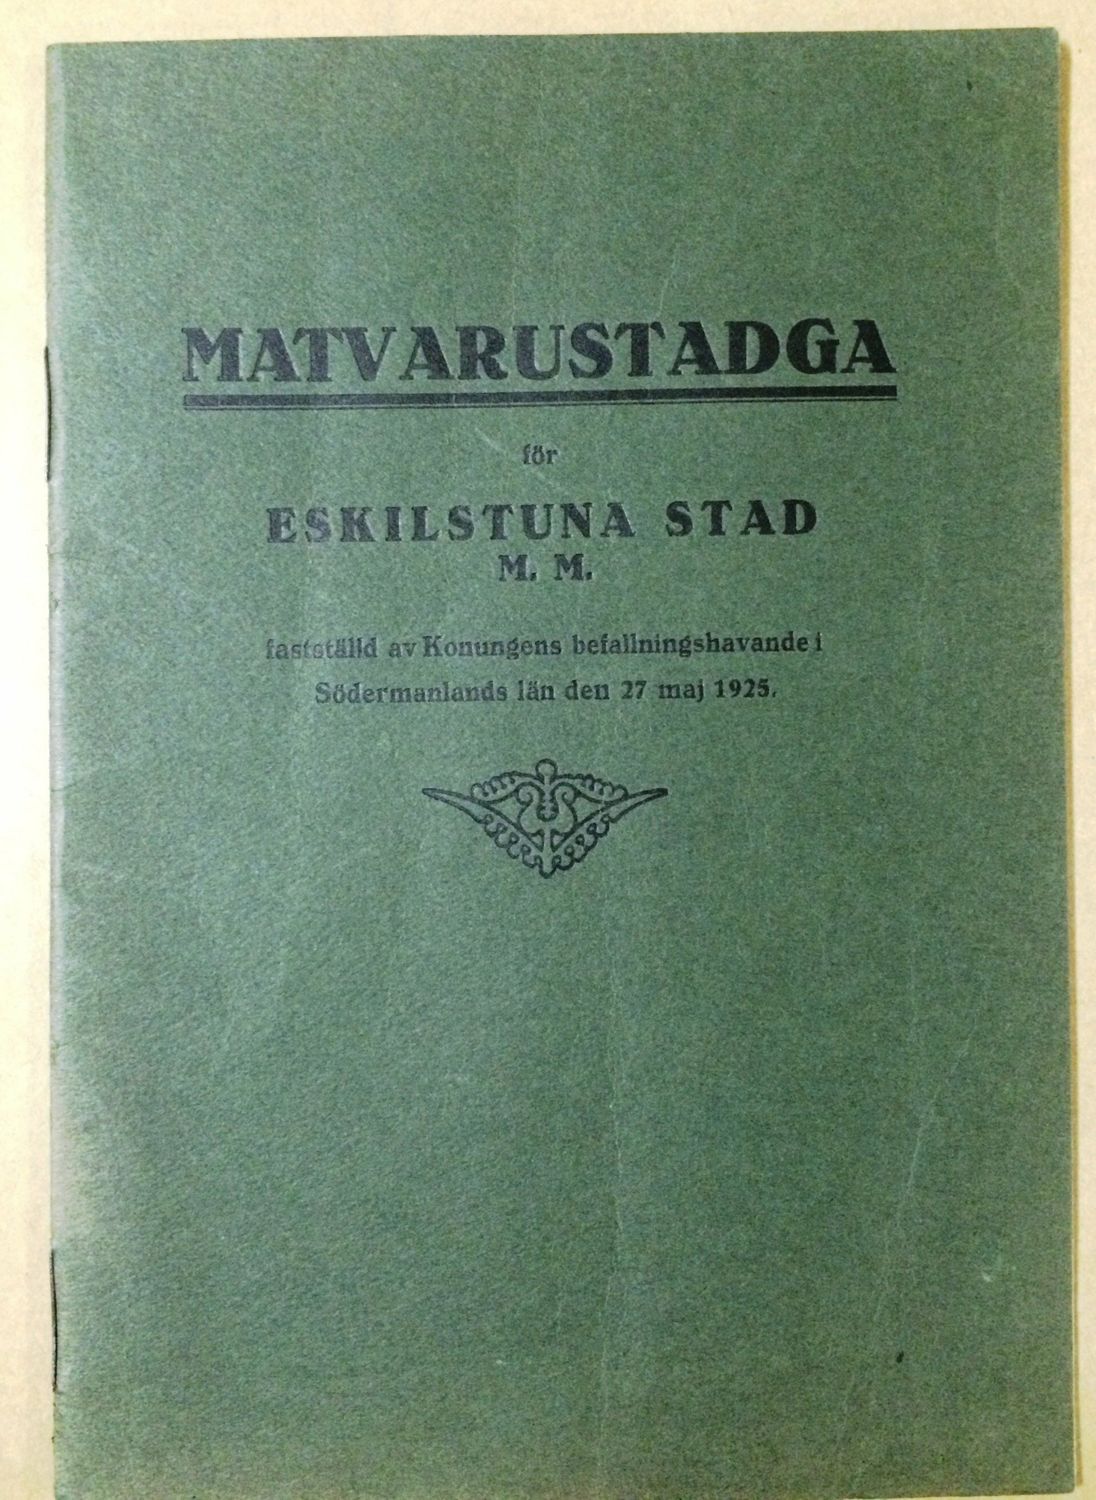 MATVARUSTADGA
för
ESKILSTUNA STAD
M. M.
fastställd av Konungens befallningshavande i
Södermanlands län den 27 maj 1925.